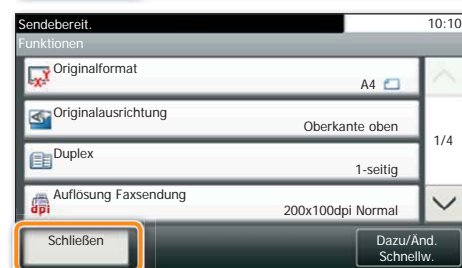 Sendebereit.
10:10
Funktionen
Originalformat
A4
Originalausrichtung
Oberkante oben
1/4
Duplex
1-seitig
Auflösung Faxsendung
dpi
200x100dpi Normal
Schließen
Dazu/Änd.
Schnellw.